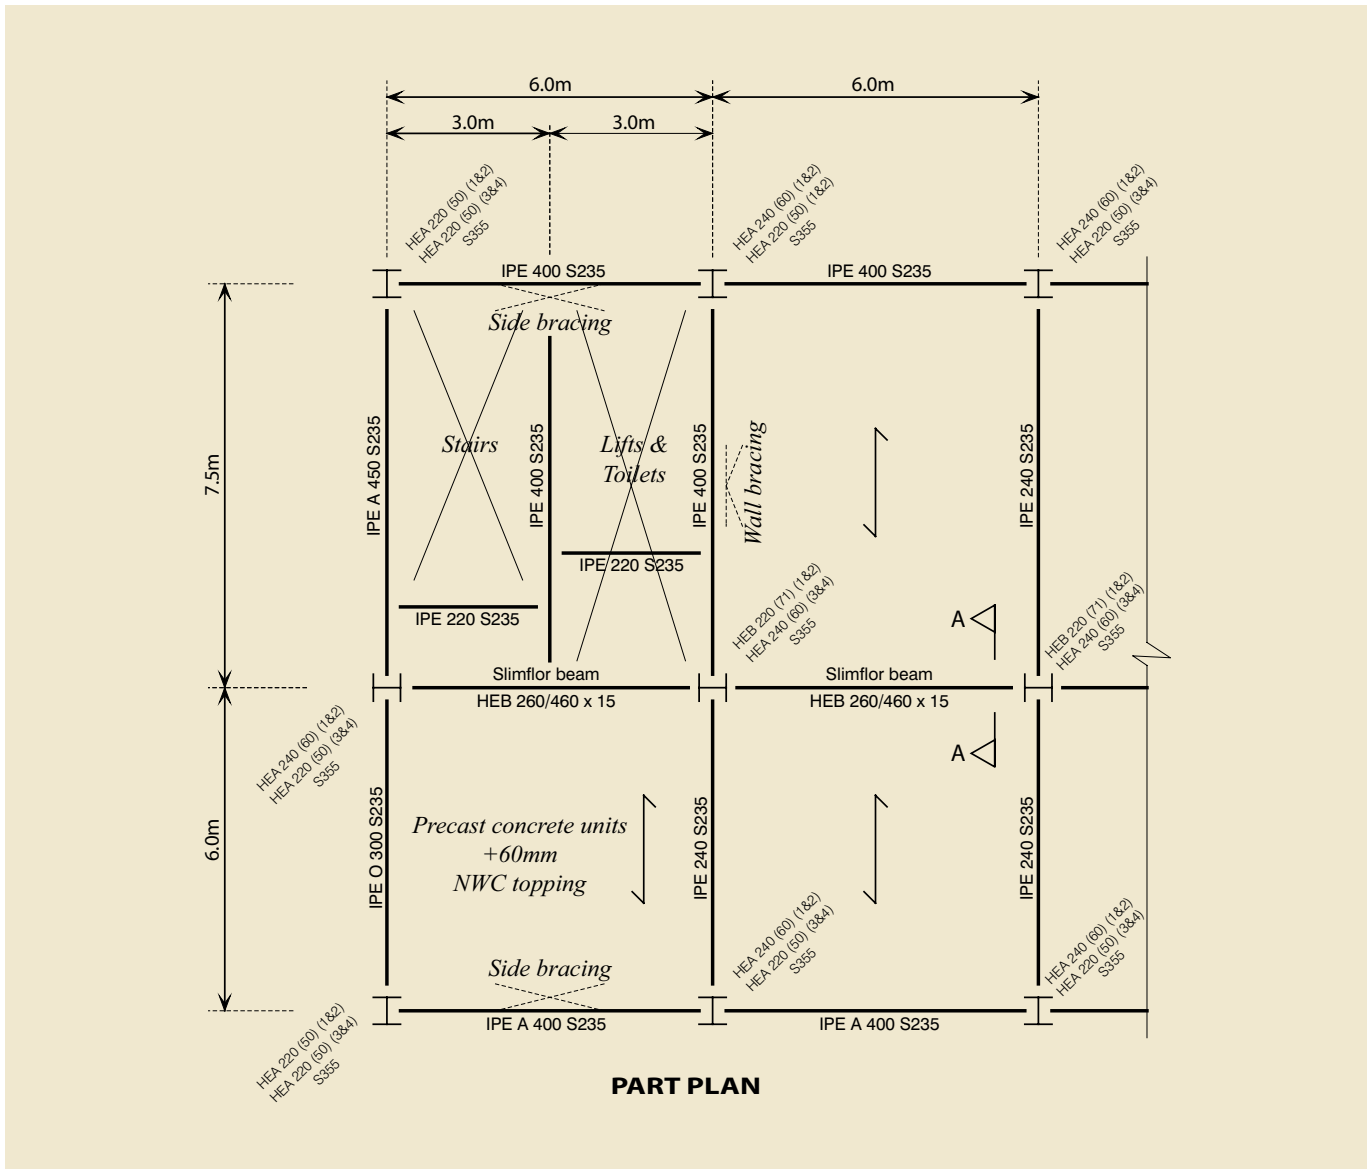 6.0m
6.0m
3.0m
3.0m
HEA 220 (50) (1&2)
HEA 220 (50) (3&4)
S355
HEA 240 (60) (1&2)
HEA 220 (50) (1&2)
S355
HEA 240 (60) (1&2)
HEA 220 (50) (3&4)
S355
IPE 400 S235
IPE 400 S235
Side bracing
7.5m
IPE A 450 S235
Stairs
IPE 400 S235
Lifts &
Toilets
IPE 400 S235
Wall bracing
IPE 240 S235
IPE 220 S235
IPE 220 S235
HEB 220 (71) (1&2)
HEA 240 (60) (3&4)
S355
A
HEB 220 (71) (1&2)
HEA 240 (60) (3&4)
S355
Slimflor beam
HEB 260/460 x 15
Slimflor beam
HEB 260/460 x 15
HEA 240 (60) (1&2)
HEA 220 (50) (3&4)
S355
A
6.0m
IPE O 300 S235
Precast concrete units
+60mm
NWC topping
IPE 240 S235
IPE 240 S235
HEA 240 (60) (1&2)
HEA 220 (50) (3&4)
S355
HEA 240 (60) (1&2)
HEA 220 (50) (3&4)
S355
Side bracing
IPE A 400 S235
IPE A 400 S235
HEA 220 (50) (1&2)
HEA 220 (50) (3&4)
S355
PART PLAN